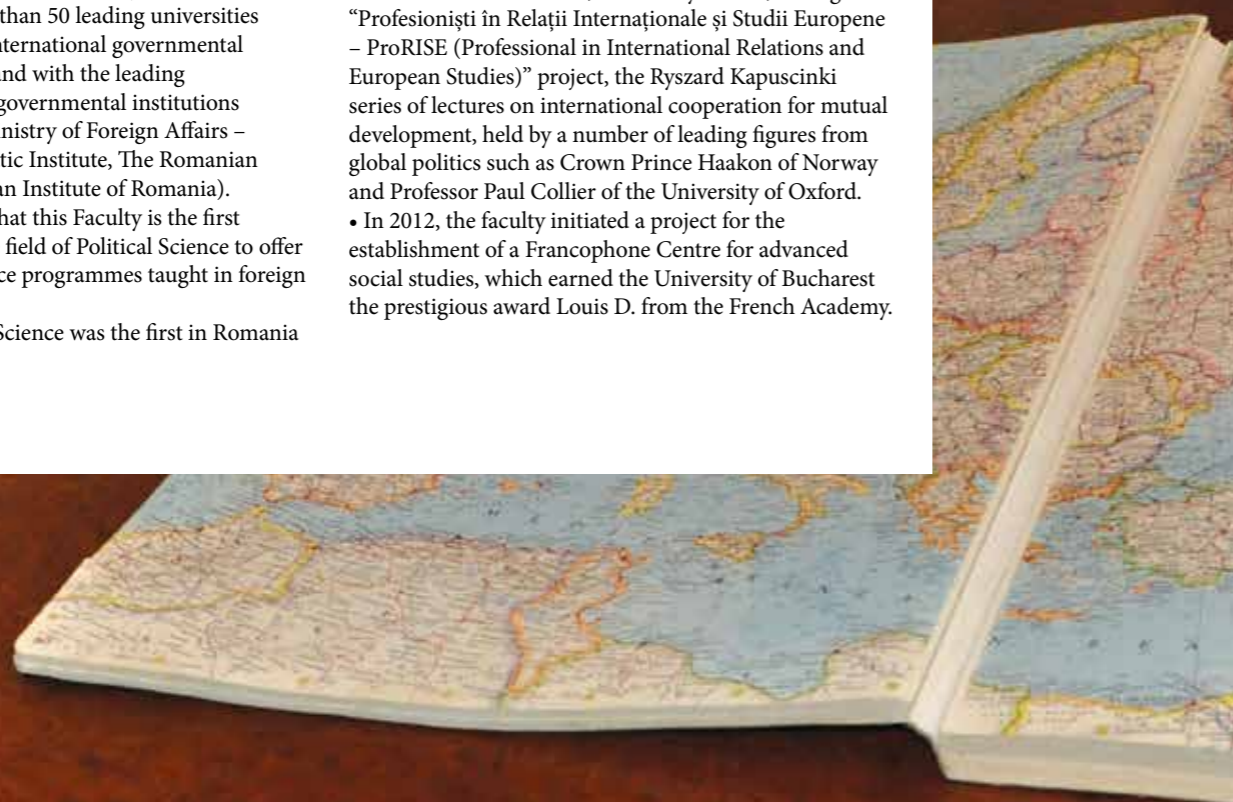 than 50 leading universities
nternational governmental
nd with the leading
governmental institutions
nistry of Foreign Affairs –
tic Institute, The Romanian
an Institute of Romania).
hat this Faculty is the first
field of Political Science to offer
ce programmes taught in foreign
Science was the first in Romania
“Profesioniști în Relații Internaționale și Studii Europene
– ProRISE (Professional in International Relations and
European Studies)” project, the Ryszard Kapuscinki
series of lectures on international cooperation for mutual
development, held by a number of leading figures from
global politics such as Crown Prince Haakon of Norway
and Professor Paul Collier of the University of Oxford.
• In 2012, the faculty initiated a project for the
establishment of a Francophone Centre for advanced
social studies, which earned the University of Bucharest
the prestigious award Louis D. from the French Academy.